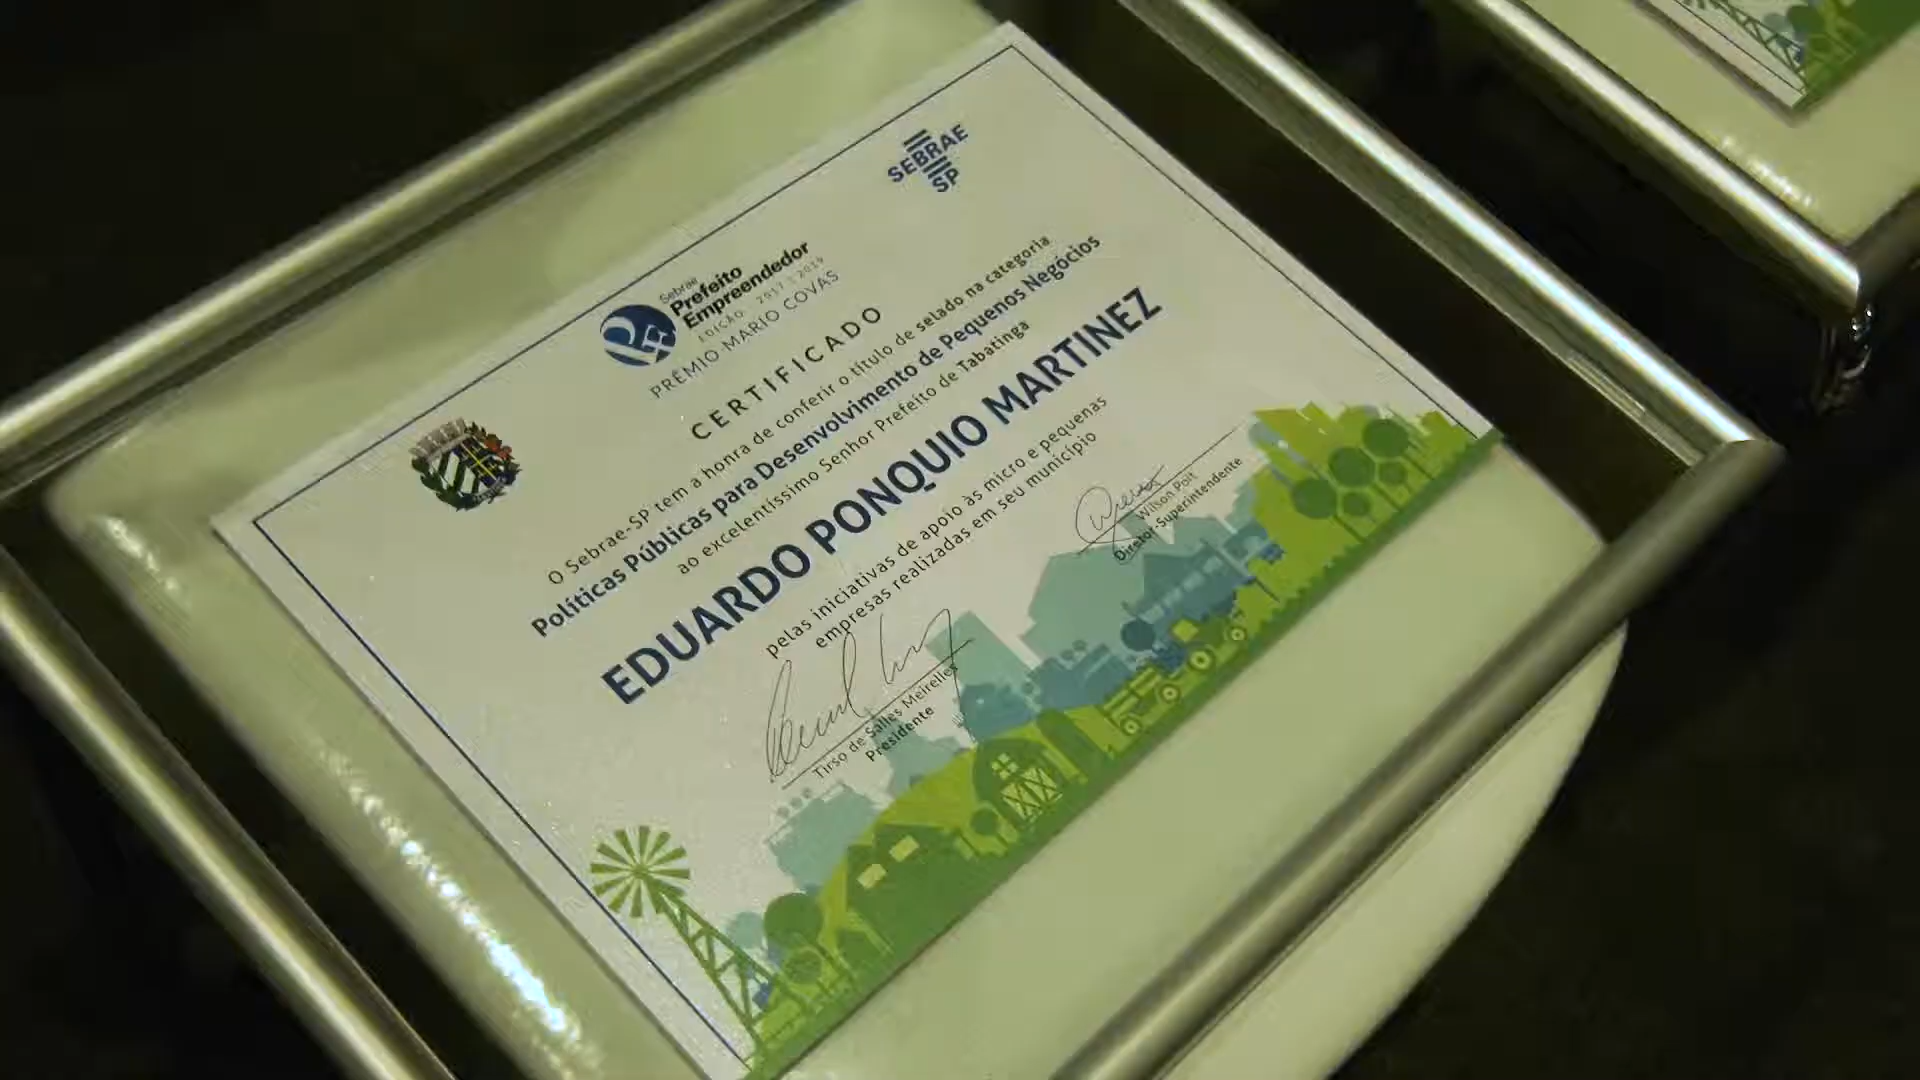 SEBRAE
SP
Sebrae
Prefeito
Empreendedor
EDIÇÃO: 2017 | 2019
PRÊMIO MARIO COVAS
CERTIFICADO
O Sebrae-SP tem a honra de conferir o título de selado na categoria
Políticas Públicas para Desenvolvimento de Pequenos Negócios
ao excelentíssimo Senhor Prefeito de Tabatinga
EDUARDO PONQUIO MARTINEZ
pelas iniciativas de apoio às micro e pequenas
empresas realizadas em seu município
Wilson Poit
Diretor-Superintendente
Tirso de Salles Meirelles
Presidente